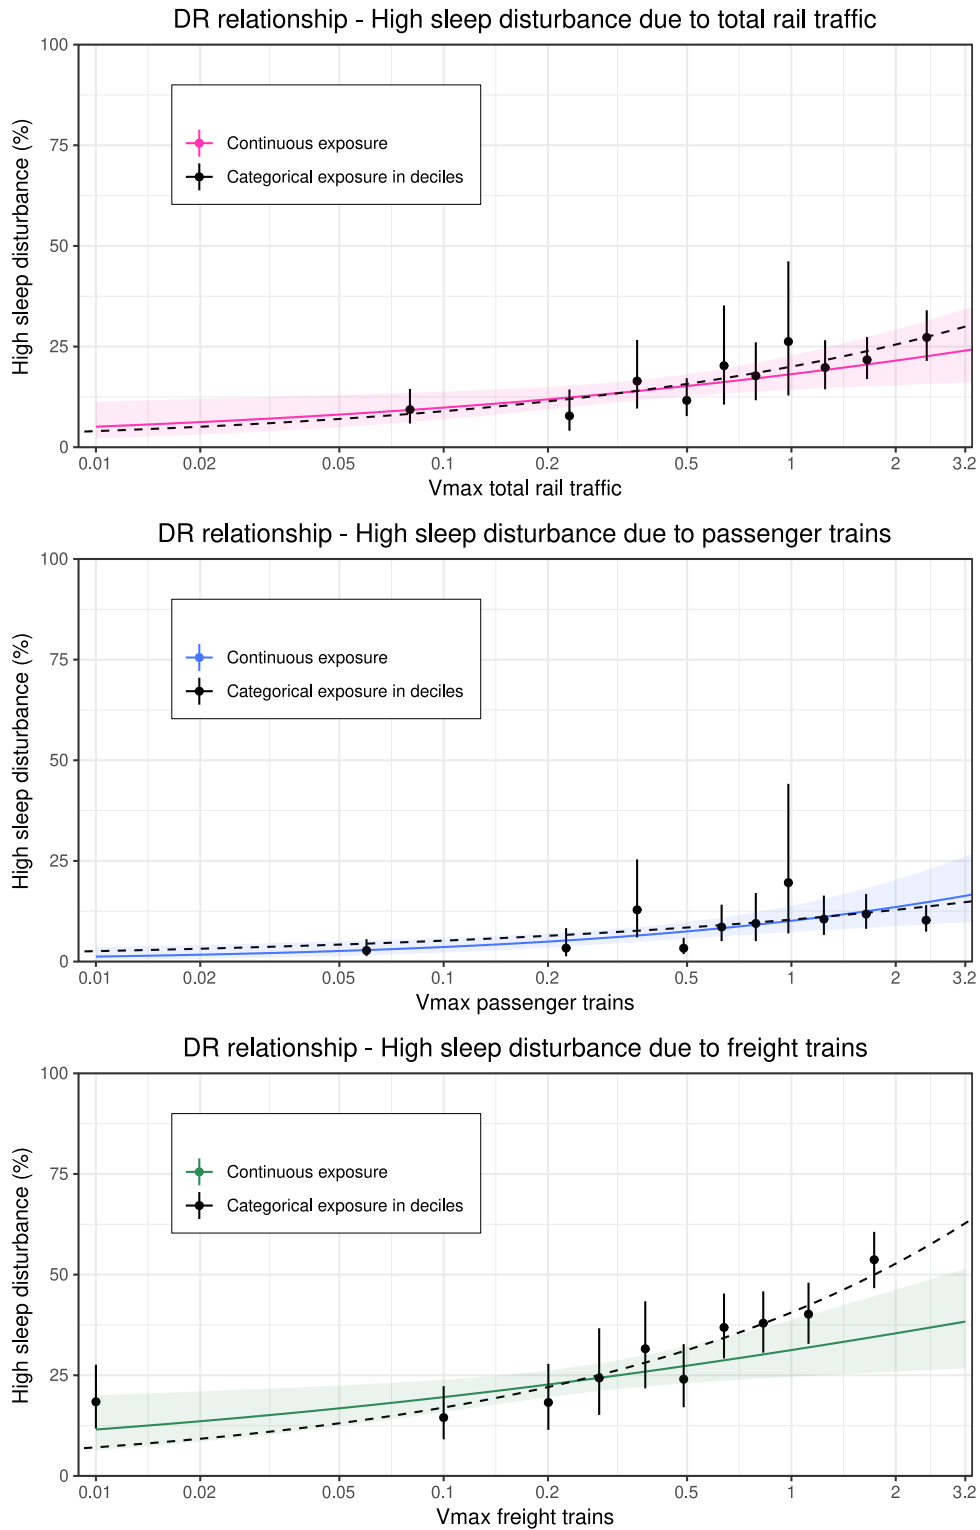 DR relationship - High sleep disturbance due to total rail traffic
High sleep disturbance (%)
100
75
50
25
0
Continuous exposure
Categorical exposure in deciles
0.01 0.02 0.05 0.1 0.2 0.5 1 2 3.2
Vmax total rail traffic
DR relationship - High sleep disturbance due to passenger trains
High sleep disturbance (%)
100
75
50
25
0
Continuous exposure
Categorical exposure in deciles
0.01 0.02 0.05 0.1 0.2 0.5 1 2 3.2
Vmax passenger trains
DR relationship - High sleep disturbance due to freight trains
High sleep disturbance (%)
100
75
50
25
0
Continuous exposure
Categorical exposure in deciles
0.01 0.02 0.05 0.1 0.2 0.5 1 2 3.2
Vmax freight trains